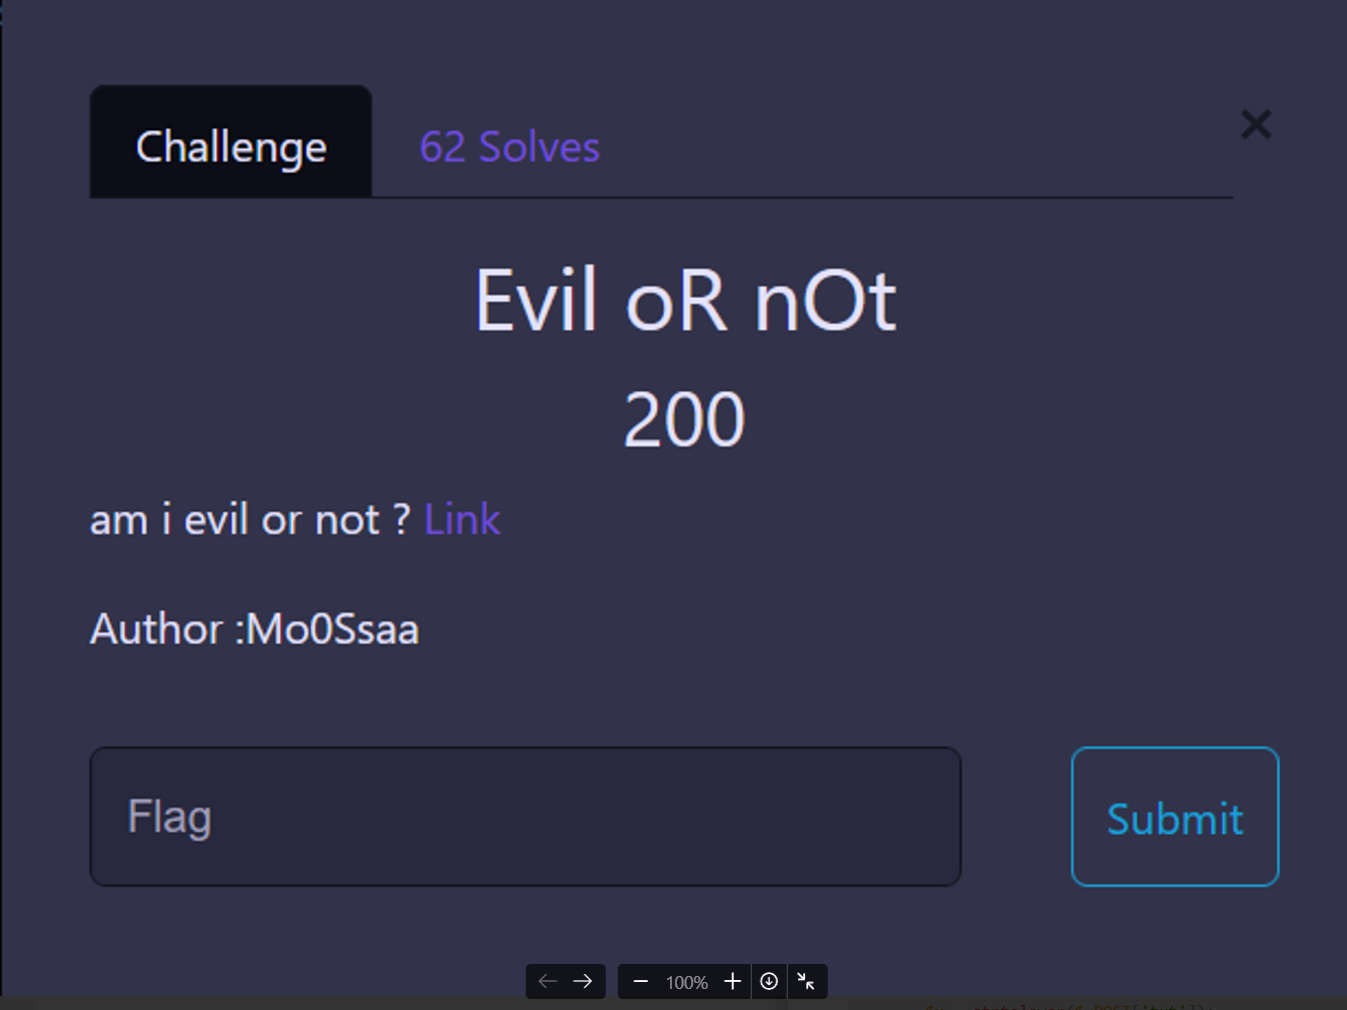 Challenge
62 Solves
Evil oR nOt
200
am i evil or not ? Link
Author :Mo0Ssaa
Flag
Submit
100%